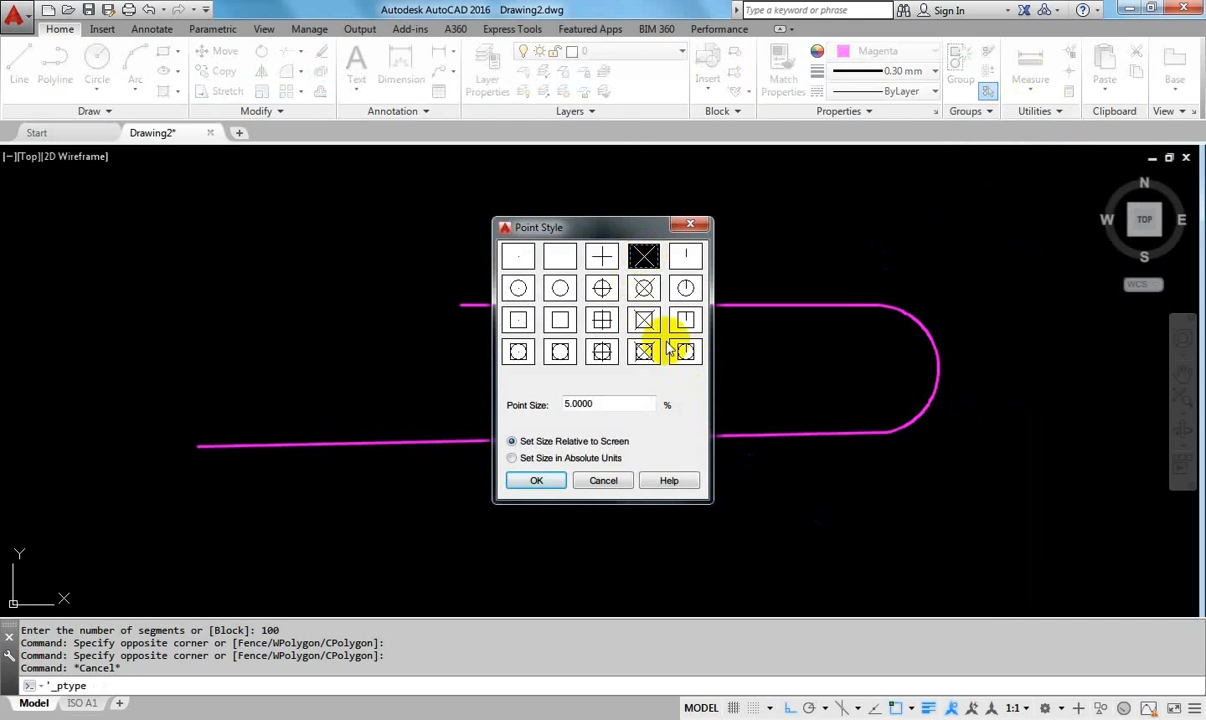 Autodesk AutoCAD 2016 Drawing2.dwg
Type a keyword or phrase
Sign In
Home Insert Annotate Parametric View Manage Output Add-ins A360 Express Tools Featured Apps BIM 360 Performance
Line Polyline Circle Arc
Move
Copy
Stretch
Text Dimension
Layer Properties
0
Insert
Match Properties
Magenta
0.30 mm
ByLayer
Group
Measure
Paste
Base
Draw Modify Annotation Layers Block Properties Groups Utilities Clipboard View
Start Drawing2*
[−][Top][2D Wireframe]
N
W TOP E
S
WCS
Point Style
Point Size: 5.0000 %
Set Size Relative to Screen
Set Size in Absolute Units
OK Cancel Help
Y
X
Enter the number of segments or [Block]: 100
Command: Specify opposite corner or [Fence/WPolygon/CPolygon]:
Command: Specify opposite corner or [Fence/WPolygon/CPolygon]:
Command: *Cancel*
'_ptype
Model ISO A1
MODEL 1:1